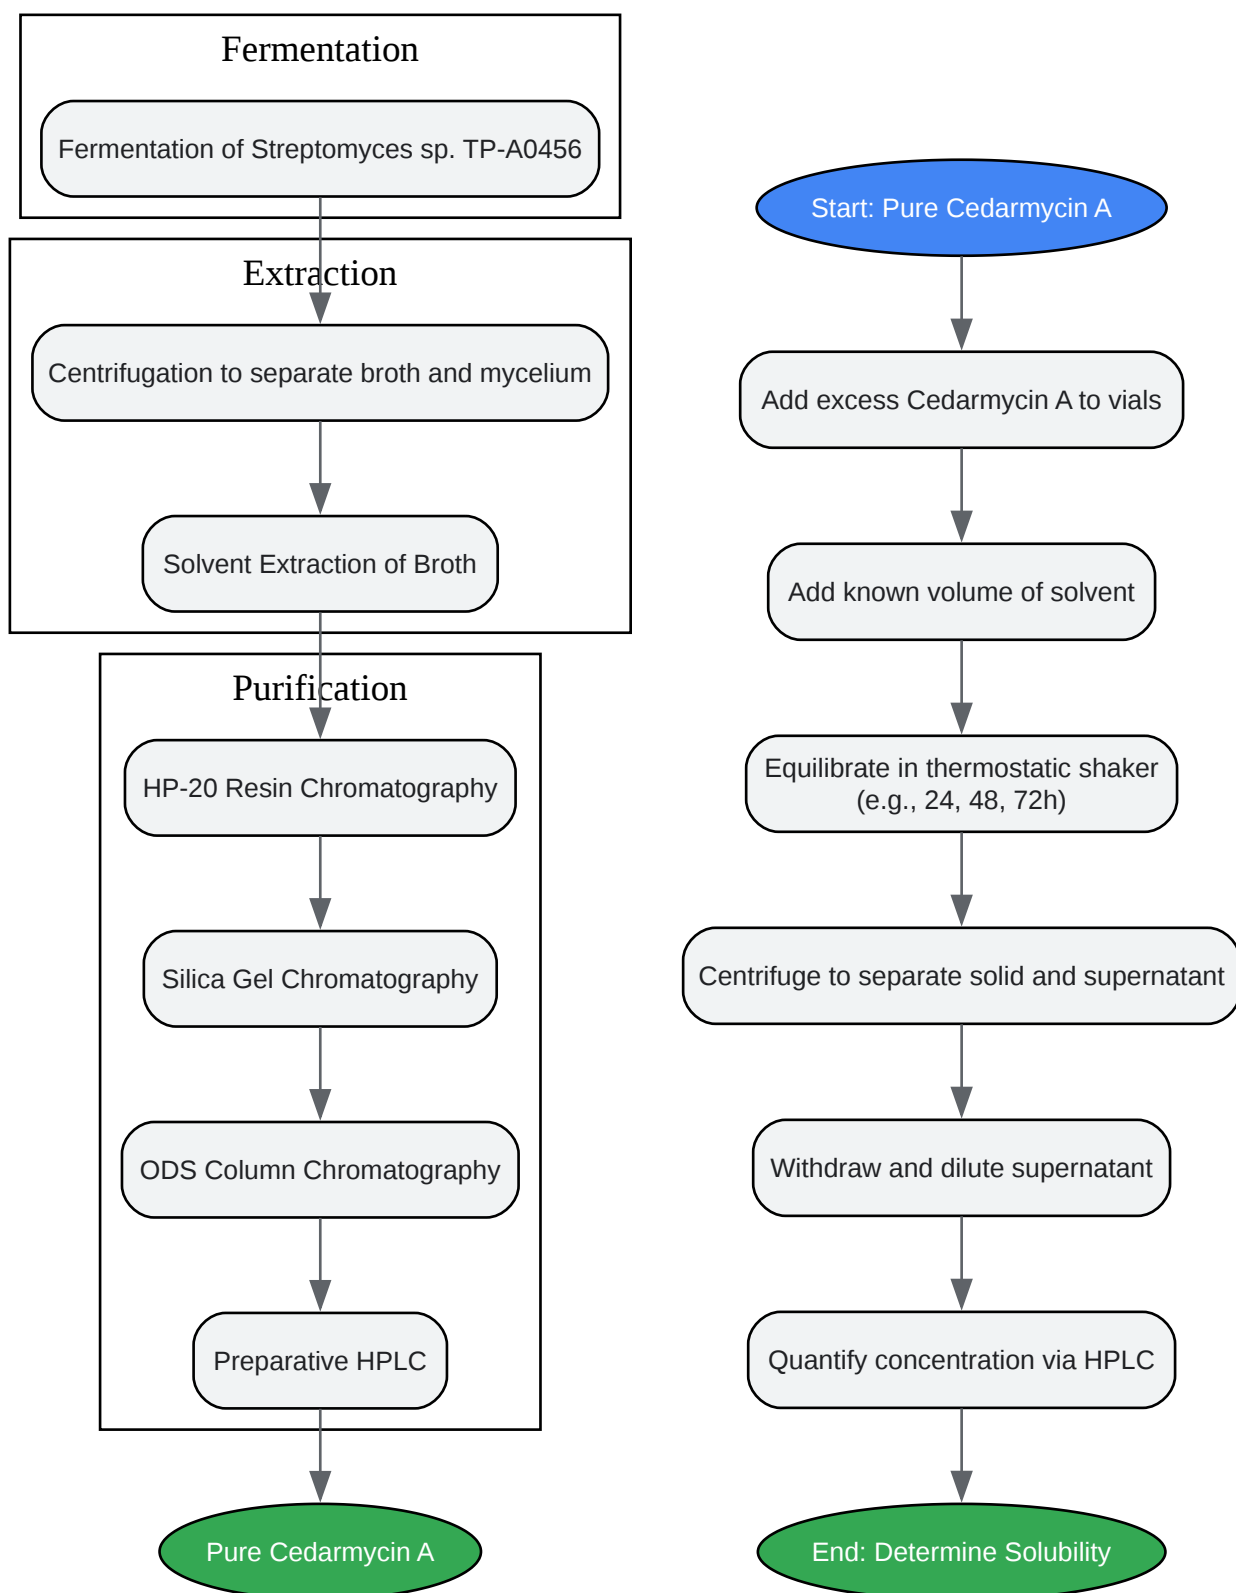 Fermentation
Fermentation of Streptomyces sp. TP-A0456
Extraction
Centrifugation to separate broth and mycelium
Solvent Extraction of Broth
Purification
HP-20 Resin Chromatography
Silica Gel Chromatography
ODS Column Chromatography
Preparative HPLC
Pure Cedarmycin A
Start: Pure Cedarmycin A
Add excess Cedarmycin A to vials
Add known volume of solvent
Equilibrate in thermostatic shaker
(e.g., 24, 48, 72h)
Centrifuge to separate solid and supernatant
Withdraw and dilute supernatant
Quantify concentration via HPLC
End: Determine Solubility